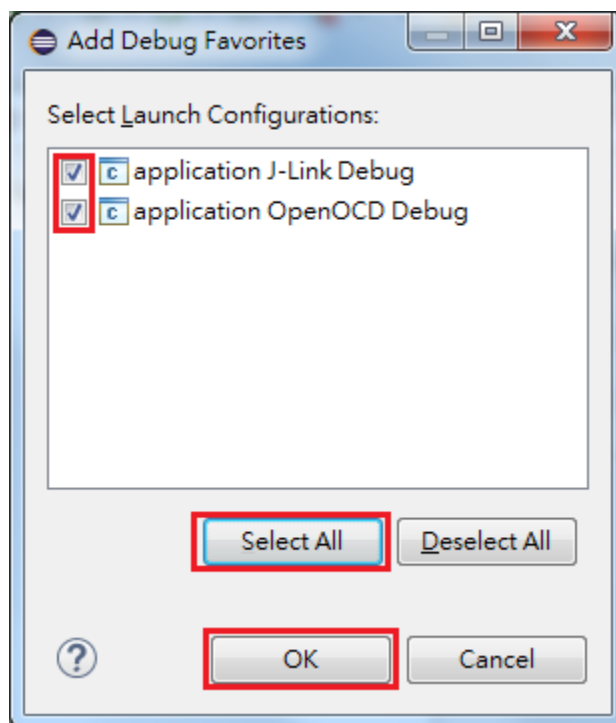 Add Debug Favorites
Select Launch Configurations:
application J-Link Debug
application OpenOCD Debug
Select All
Deselect All
OK
Cancel